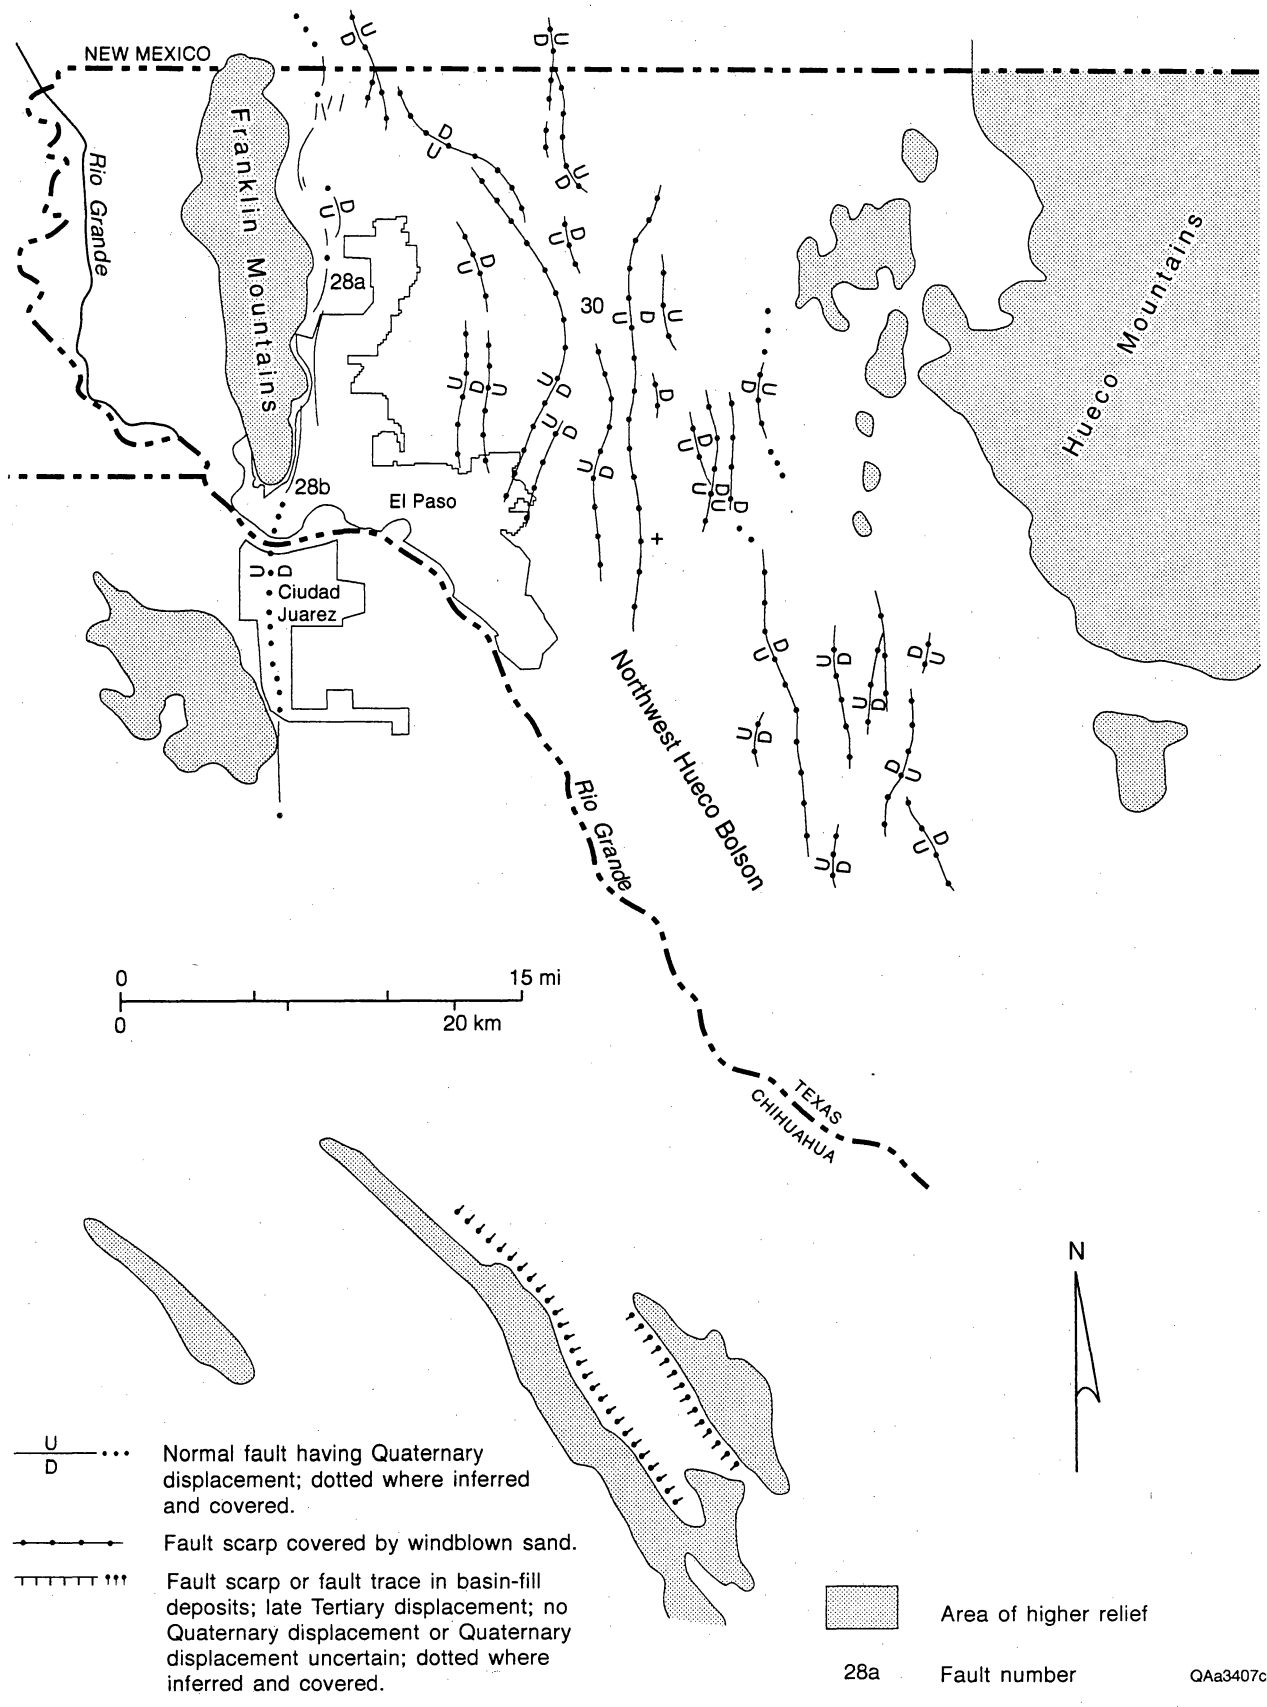 NEW MEXICO
U
D
U
D
D
U
U
D
Rio Grande
Franklin Mountains
Hueco Mountains
U
D
U
D
D
U
28a
30
U
D
U
U
D
U
U
D
D
U
D
U
D
U
D
D
U
U
D
U
D
U
D
28b
El Paso
U
D
Ciudad
Juarez
D
U
U
D
D
U
U
D
U
D
Northwest Hueco Bolson
D
U
D
U
U
D
Rio Grande
0
15 mi
0
20 km
TEXAS
CHIHUAHUA
N
U
D
Normal fault having Quaternary
displacement; dotted where inferred
and covered.
Fault scarp covered by windblown sand.
Fault scarp or fault trace in basin-fill
deposits; late Tertiary displacement; no
Quaternary displacement or Quaternary
displacement uncertain; dotted where
inferred and covered.
Area of higher relief
28a
Fault number
QAa3407c